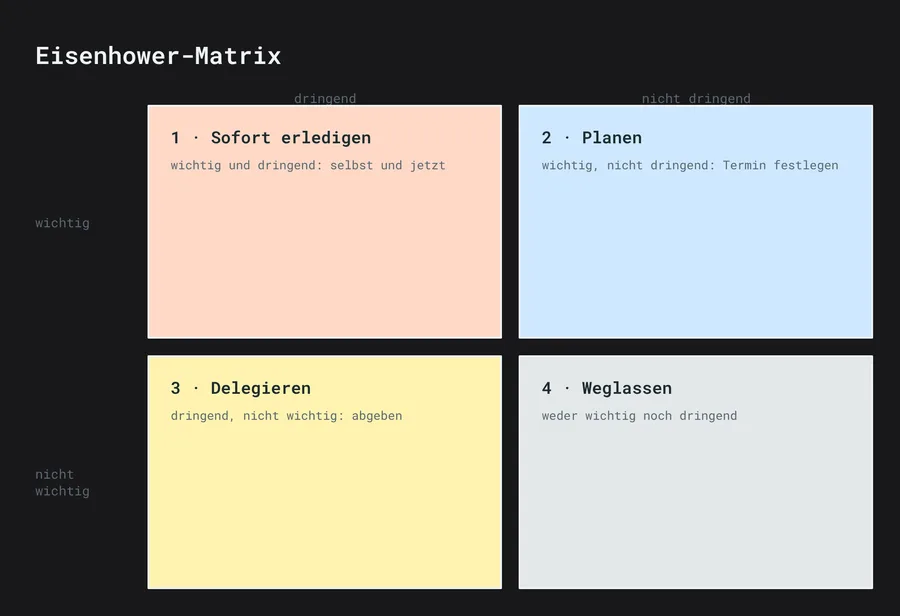 Eisenhower-Matrix
dringend
nicht dringend
1 · Sofort erledigen
wichtig und dringend: selbst und jetzt
2 · Planen
wichtig, nicht dringend: Termin festlegen
wichtig
3 · Delegieren
dringend, nicht wichtig: abgeben
4 · Weglassen
weder wichtig noch dringend
nicht
wichtig